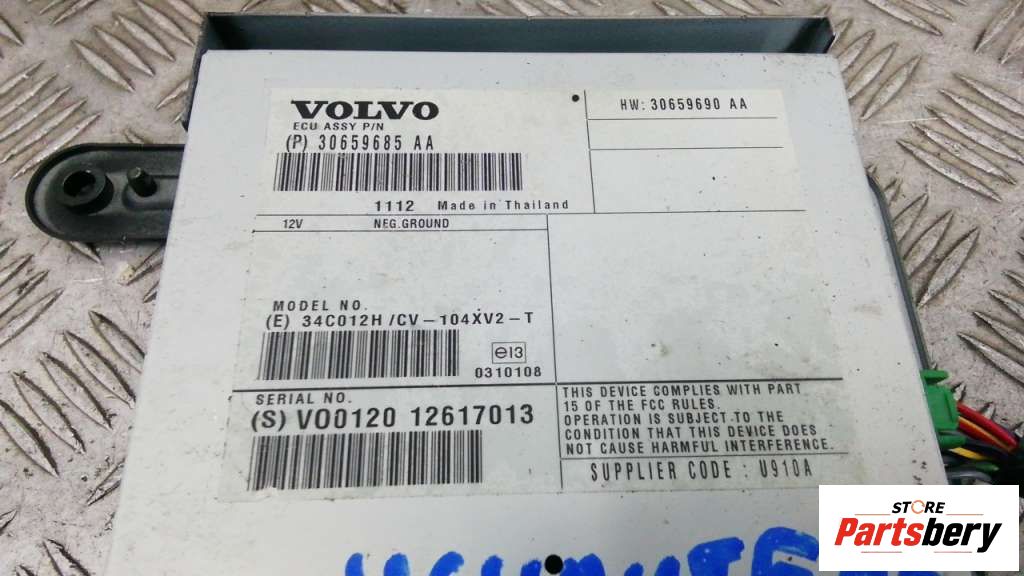 VOLVO
ECU ASSY P/N
(P) 30659685 AA
1112 Made in Thailand
HW: 30659690 AA
12V NEG.GROUND
MODEL NO.
(E) 34C012H/CV-104XV2-T
e13
0310108
SERIAL NO.
(S) VO0120 12617013
THIS DEVICE COMPLIES WITH PART
15 OF THE FCC RULES.
OPERATION IS SUBJECT TO THE
CONDITION THAT THIS DEVICE DOES
NOT CAUSE HARMFUL INTERFERENCE.
SUPPLIER CODE : U910A
STORE
Partsbery